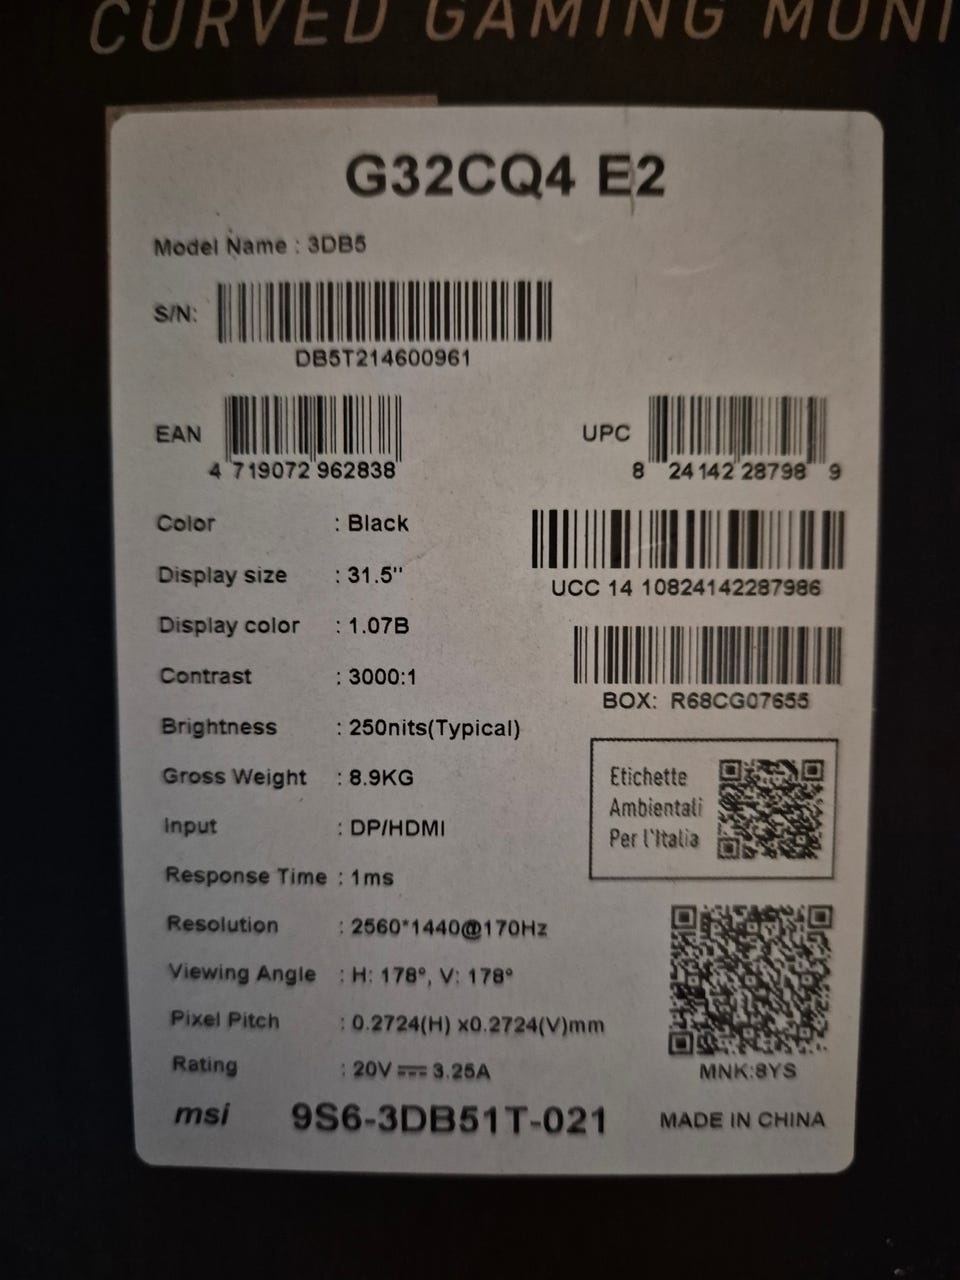 CURVED GAMING MONI
G32CQ4 E2
Model Name : 3DB5
S/N:
DB5T214600961
EAN
4 719072 962838
UPC
8 24142 28798 9
Color : Black
UCC 14 10824142287986
Display size : 31.5''
Display color : 1.07B
Contrast : 3000:1
BOX: R68CG07655
Brightness : 250nits(Typical)
Gross Weight : 8.9KG
Etichette
Ambientali
Per l'Italia
Input : DP/HDMI
Response Time : 1ms
Resolution : 2560*1440@170Hz
Viewing Angle : H: 178°, V: 178°
Pixel Pitch : 0.2724(H) x0.2724(V)mm
Rating : 20V ⎓ 3.25A
MNK:8YS
msi 9S6-3DB51T-021 MADE IN CHINA